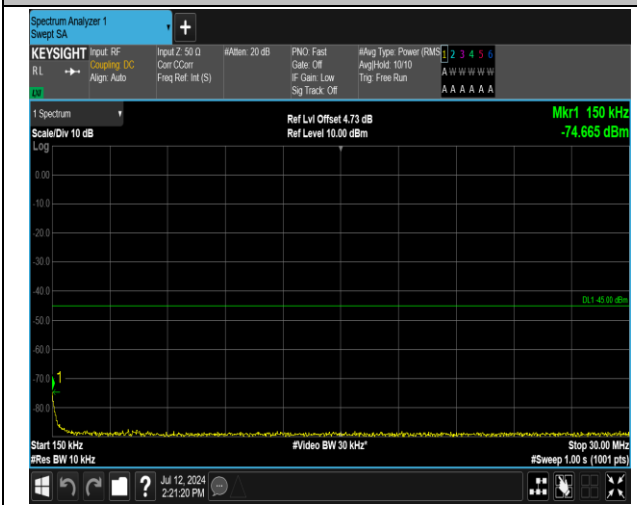 Spectrum Analyzer 1
Swept SA
+
KEYSIGHT
RL
LXI
Input: RF
Coupling: DC
Align: Auto
Input Z: 50 Ω
Corr CCorr
Freq Ref: Int (S)
#Atten: 20 dB
PNO: Fast
Gate: Off
IF Gain: Low
Sig Track: Off
#Avg Type: Power (RMS
Avg|Hold: 10/10
Trig: Free Run
1 2 3 4 5 6
A W W W W W
A A A A A A
1 Spectrum
Scale/Div 10 dB
Ref Lvl Offset 4.73 dB
Ref Level 10.00 dBm
Mkr1 150 kHz
-74.665 dBm
Log
0.00
-10.0
-20.0
-30.0
-40.0
DL1 -45.00 dBm
-50.0
-60.0
-70.0
1
-80.0
Start 150 kHz
#Video BW 30 kHz*
Stop 30.00 MHz
#Res BW 10 kHz
#Sweep 1.00 s (1001 pts)
?
Jul 12, 2024
2:21:20 PM